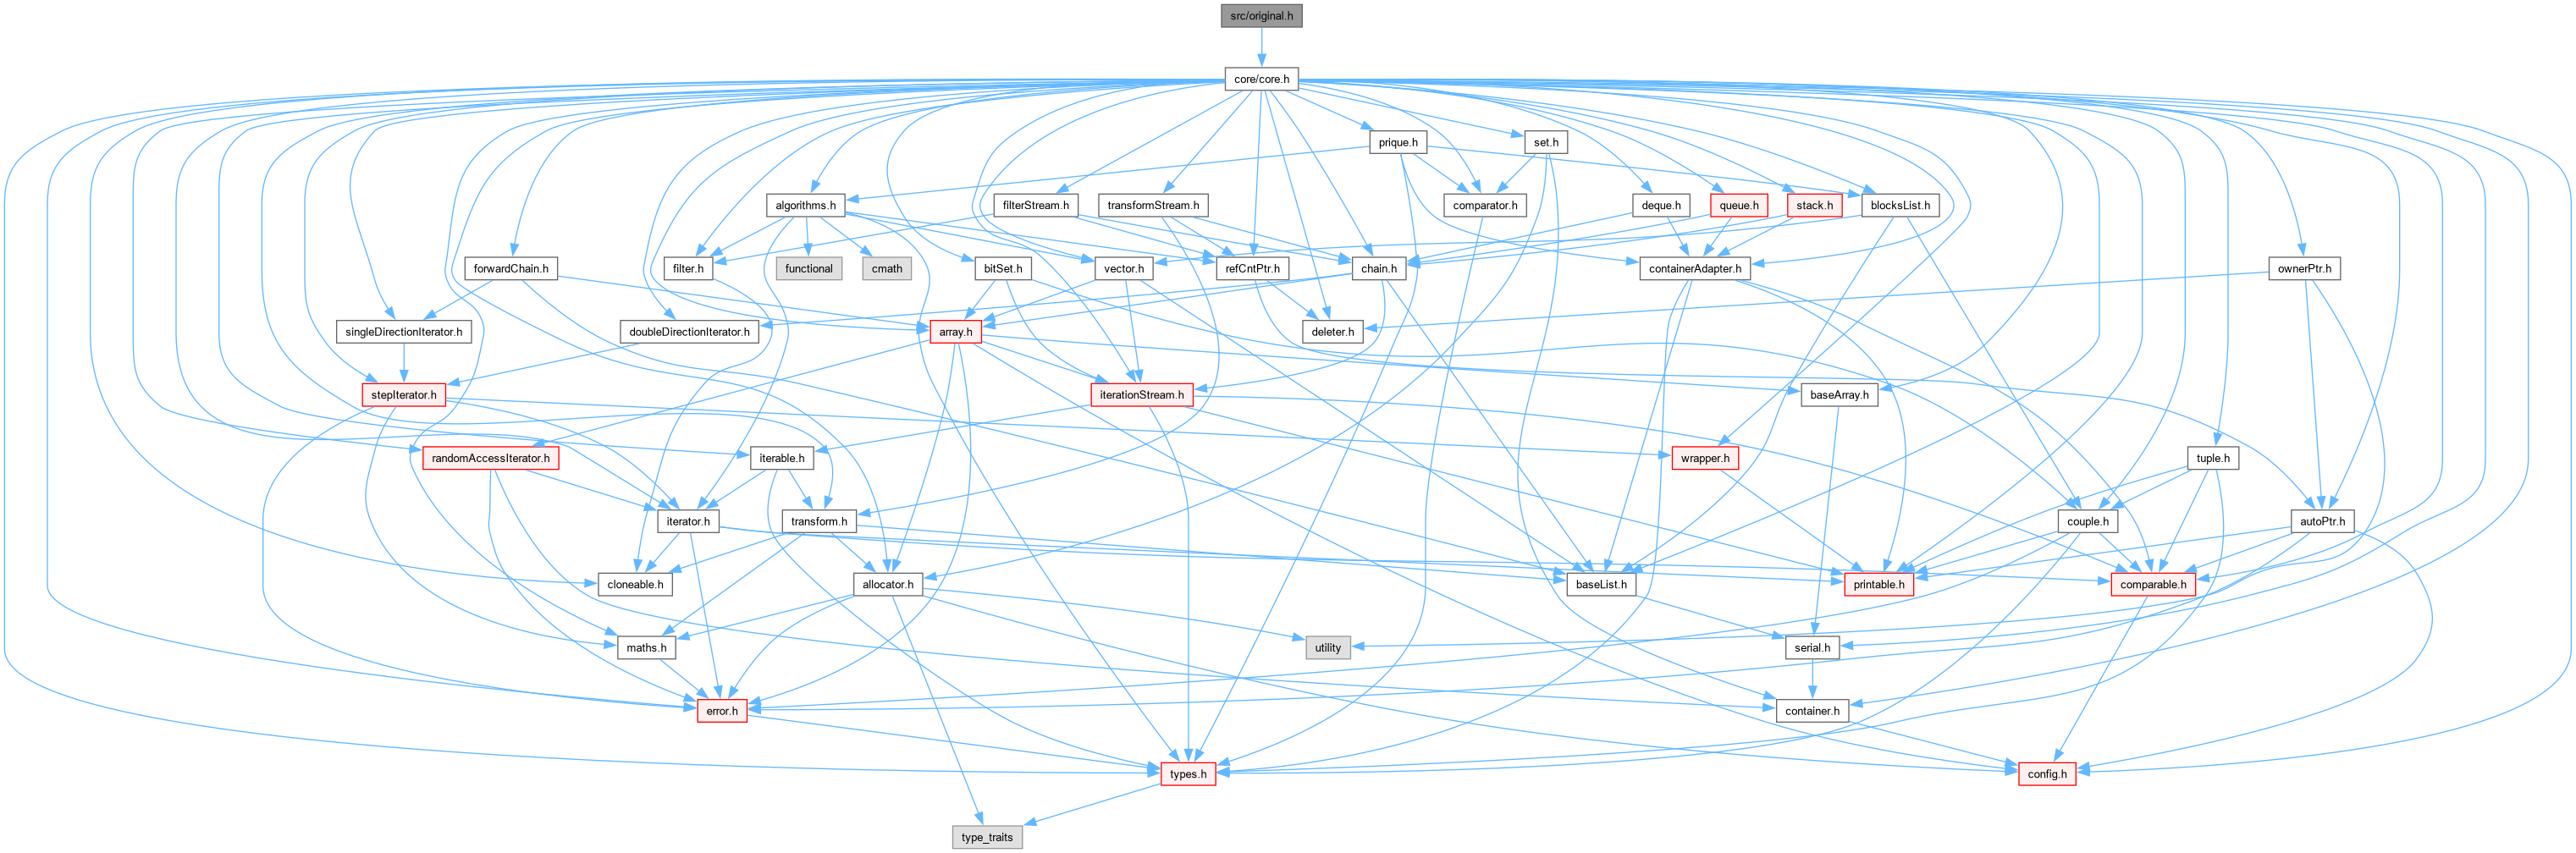 src/original.h
core/core.h
prique.h
set.h
algorithms.h
filterStream.h
transformStream.h
comparator.h
deque.h
queue.h
stack.h
blocksList.h
forwardChain.h
filter.h
functional
cmath
bitSet.h
vector.h
refCntPtr.h
chain.h
containerAdapter.h
ownerPtr.h
singleDirectionIterator.h
doubleDirectionIterator.h
array.h
deleter.h
stepIterator.h
iterationStream.h
baseArray.h
randomAccessIterator.h
iterable.h
wrapper.h
tuple.h
iterator.h
transform.h
couple.h
autoPtr.h
cloneable.h
allocator.h
baseList.h
printable.h
comparable.h
maths.h
utility
serial.h
error.h
container.h
types.h
config.h
type_traits